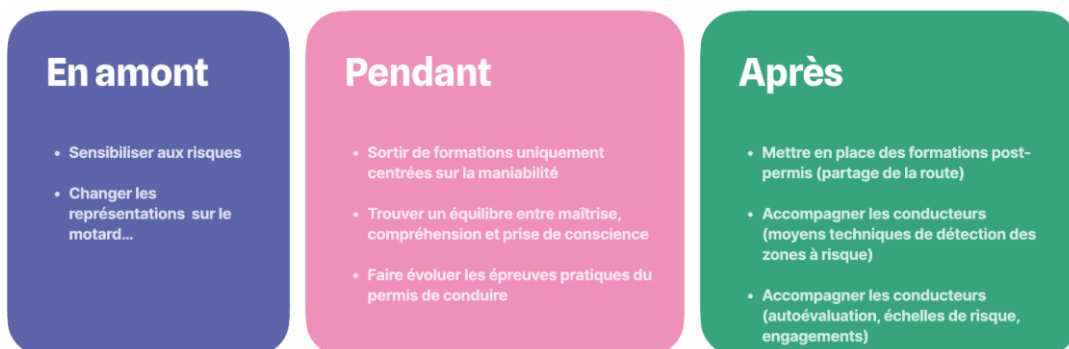 En amont
• Sensibiliser aux risques
• Changer les
représentations sur le
motard...
Pendant
• Sortir de formations uniquement
centrées sur la maniabilité
• Trouver un équilibre entre maîtrise,
compréhension et prise de conscience
• Faire évoluer les épreuves pratiques du
permis de conduire
Après
• Mettre en place des formations post-
permis (partage de la route)
• Accompagner les conducteurs
(moyens techniques de détection des
zones à risque)
• Accompagner les conducteurs
(autoévaluation, échelles de risque,
engagements)